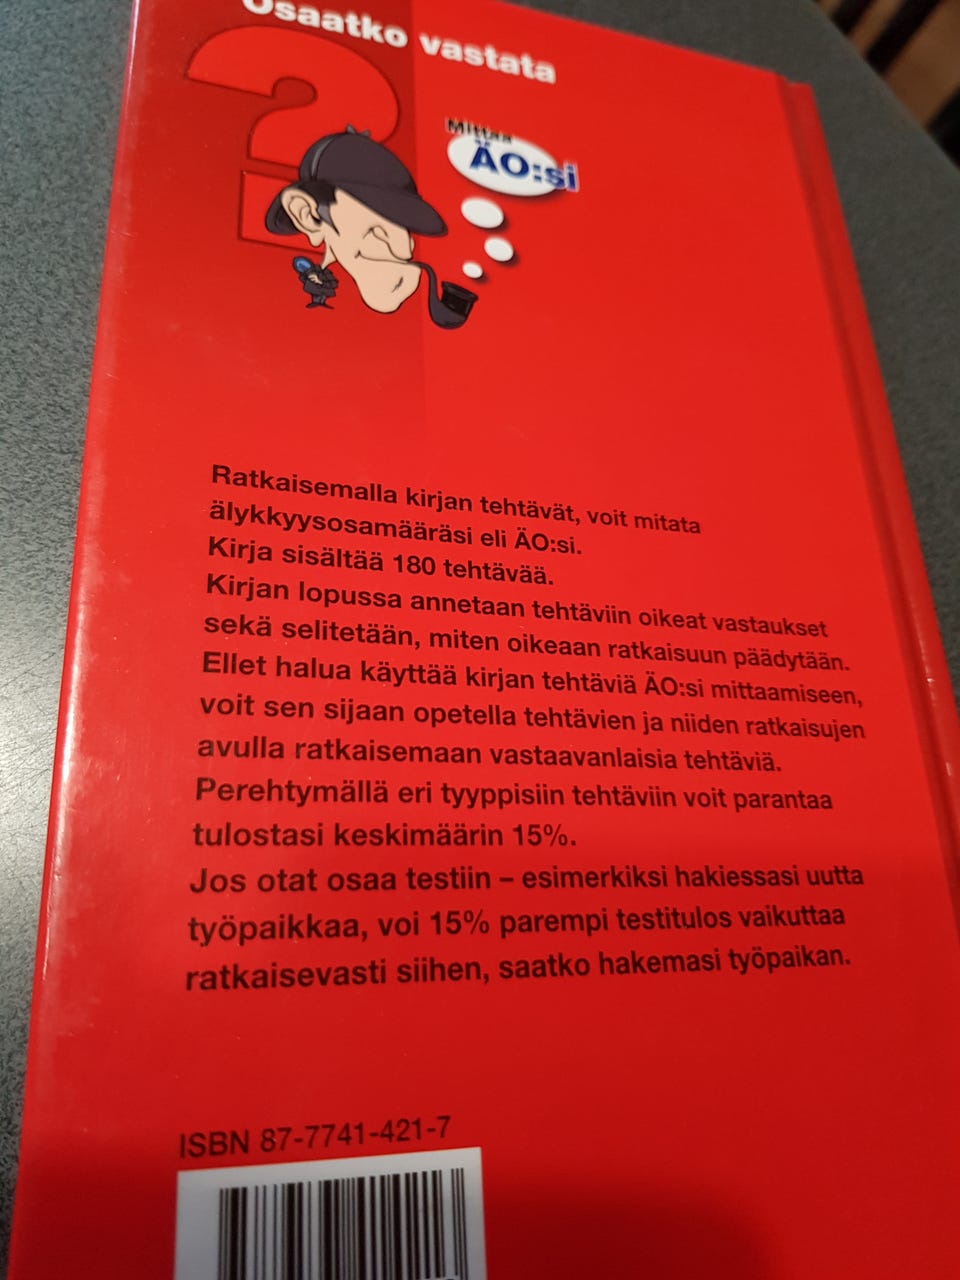 Osaatko vastata
Mittaa
ÄO:si
Ratkaisemalla kirjan tehtävät, voit mitata
älykkyysosamääräsi eli ÄO:si.
Kirja sisältää 180 tehtävää.
Kirjan lopussa annetaan tehtäviin oikeat vastaukset
sekä selitetään, miten oikeaan ratkaisuun päädytään.
Ellet halua käyttää kirjan tehtäviä ÄO:si mittaamiseen,
voit sen sijaan opetella tehtävien ja niiden ratkaisujen
avulla ratkaisemaan vastaavanlaisia tehtäviä.
Perehtymällä eri tyyppisiin tehtäviin voit parantaa
tulostasi keskimäärin 15%.
Jos otat osaa testiin – esimerkiksi hakiessasi uutta
työpaikkaa, voi 15% parempi testitulos vaikuttaa
ratkaisevasti siihen, saatko hakemasi työpaikan.
ISBN 87-7741-421-7